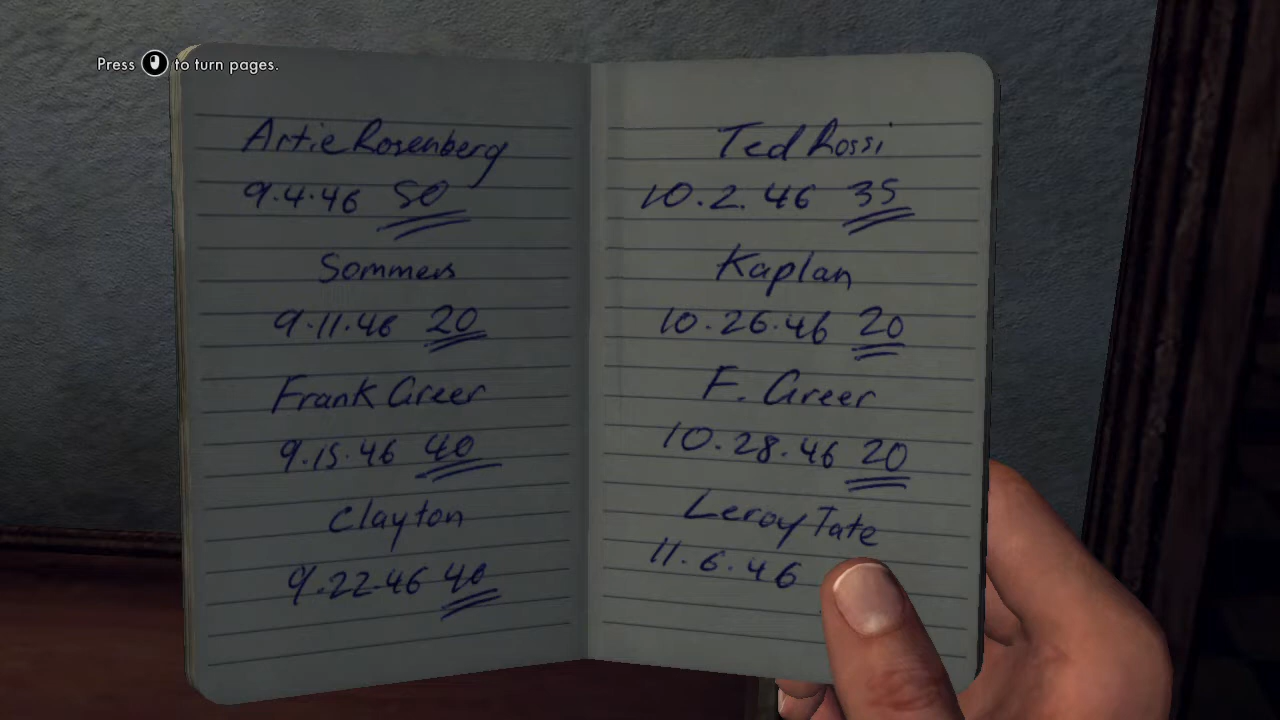 Press to turn pages.
Artie Rosenberg
9.4.46 50
Sommers
9.11.46 20
Frank Greer
9.15.46 40
Clayton
9.22.46 40
Ted Rossi
10.2.46 35
Kaplan
10.26.46 20
F. Greer
10.28.46 20
Leroy Tate
11.6.46